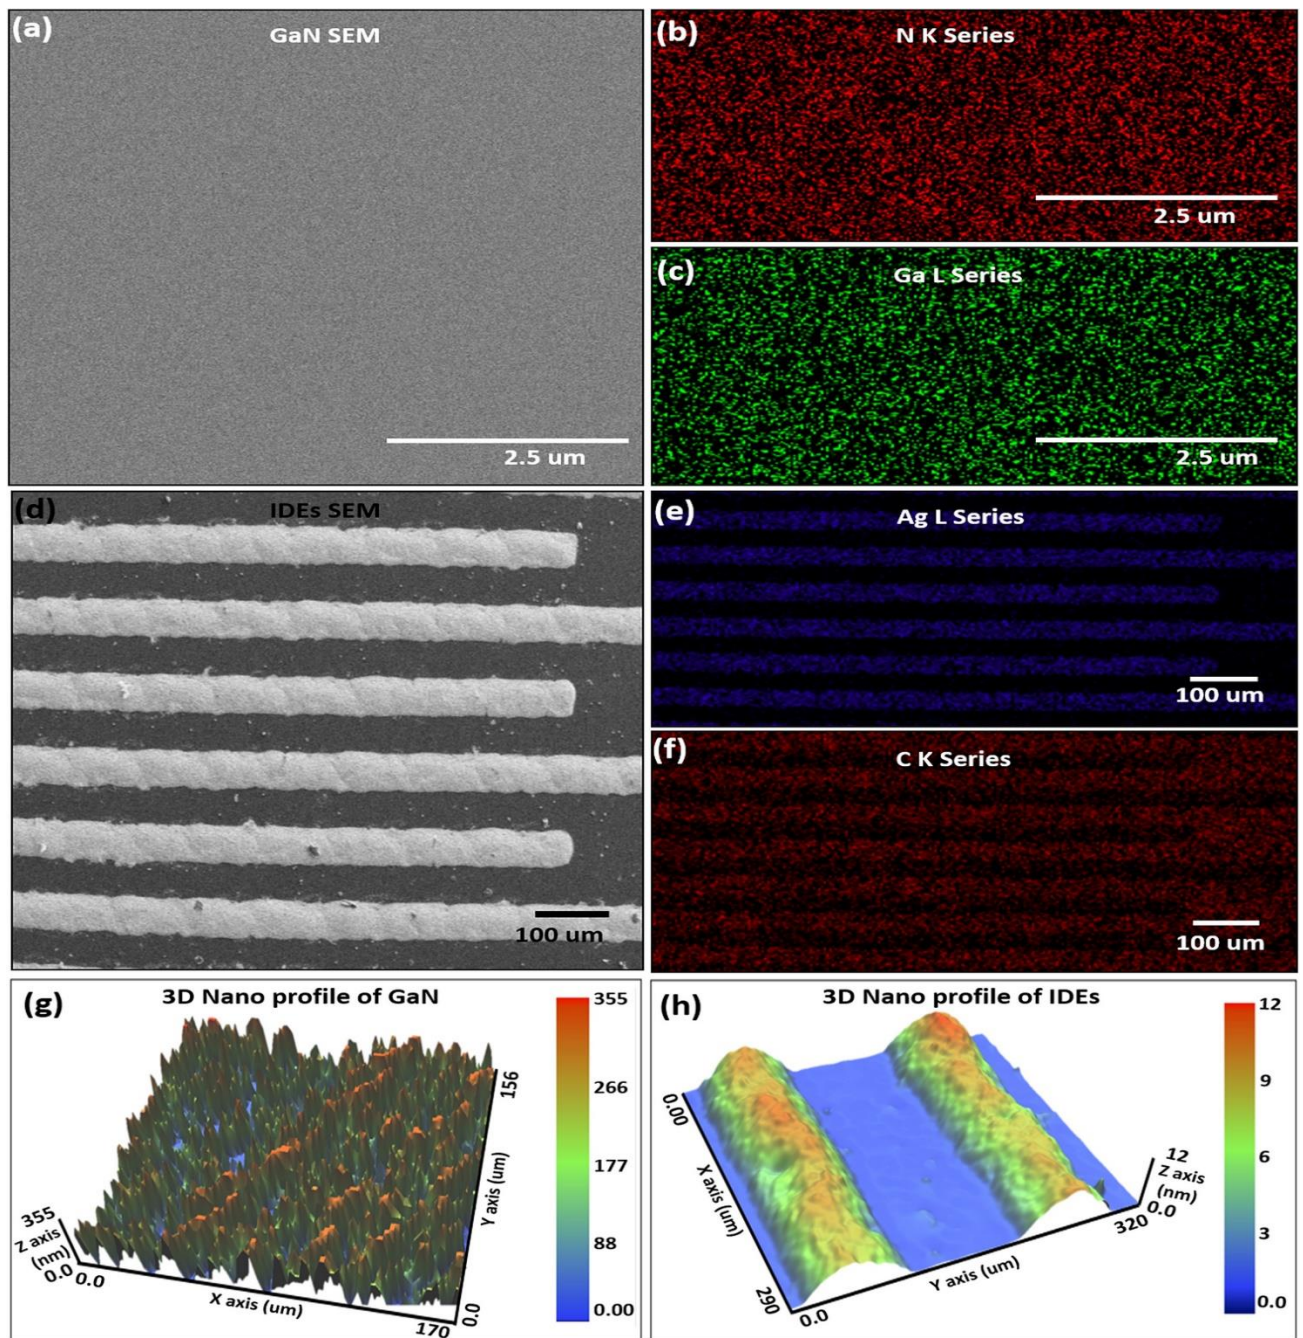 (a)
GaN SEM
2.5 um
(b)
N K Series
2.5 um
(c)
Ga L Series
2.5 um
(d)
IDEs SEM
100 um
(e)
Ag L Series
100 um
(f)
C K Series
100 um
(g)
3D Nano profile of GaN
355
266
177
88
0.00
156
Y axis (um)
0.0
355
Z axis
(nm)
0.0
0.0
X axis (um)
170
(h)
3D Nano profile of IDEs
12
9
6
3
0.0
0.00
X axis (um)
290
0.0
Y axis (um)
320
12
Z axis
(nm)
0.0